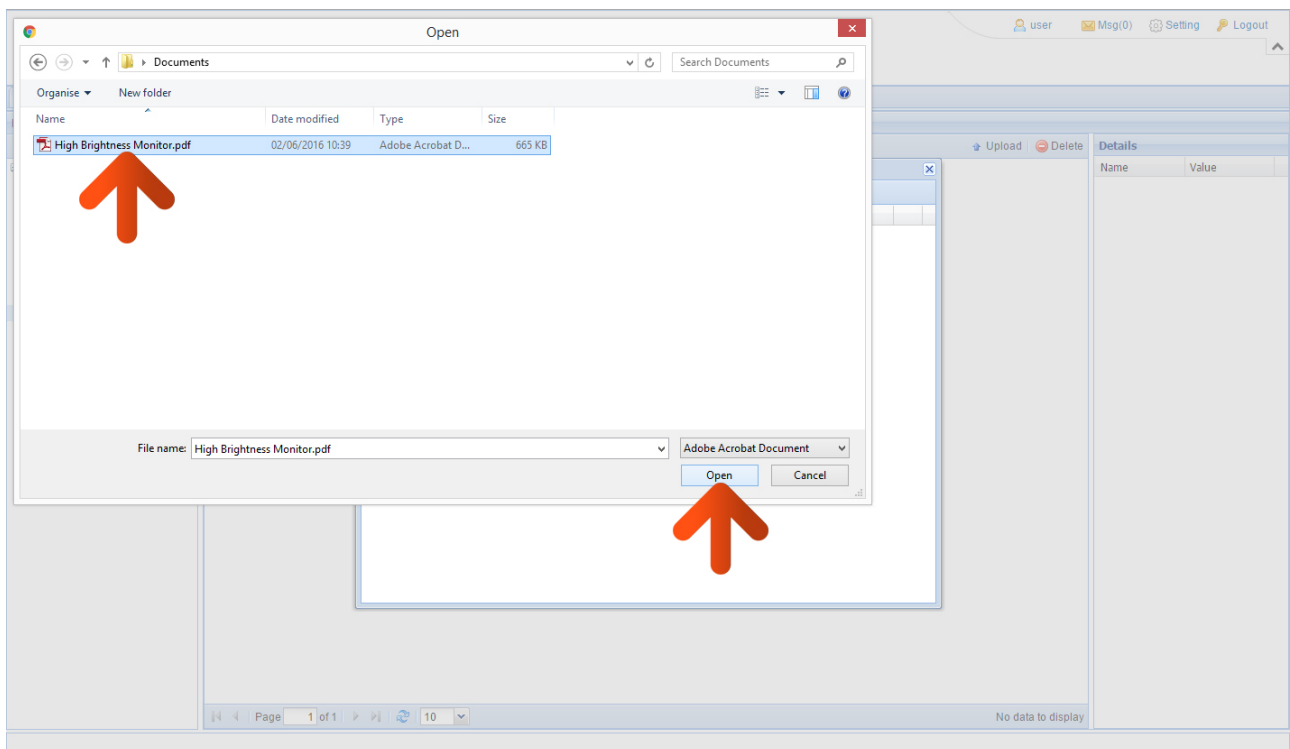 Open
user Msg(0) Setting Logout
Documents
Search Documents
Organise New folder
Name Date modified Type Size
High Brightness Monitor.pdf 02/06/2016 10:39 Adobe Acrobat D... 665 KB
Upload Delete Details
Name Value
File name: High Brightness Monitor.pdf Adobe Acrobat Document
Open Cancel
Page 1 of 1 10 No data to display